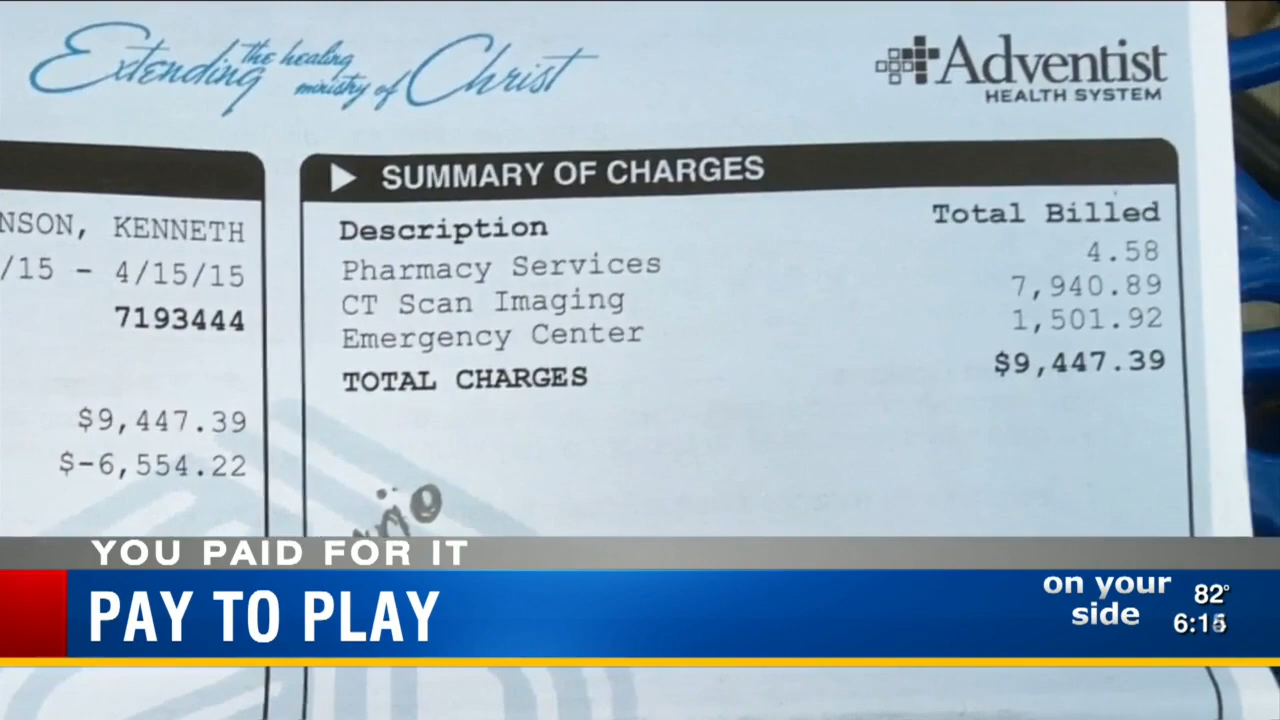 Extending the healing ministry of Christ
Adventist
HEALTH SYSTEM
NSON, KENNETH
/15 - 4/15/15
7193444
$9,447.39
$-6,554.22
SUMMARY OF CHARGES
Description Total Billed
Pharmacy Services 4.58
CT Scan Imaging 7,940.89
Emergency Center 1,501.92
TOTAL CHARGES $9,447.39
YOU PAID FOR IT
PAY TO PLAY
on your side
82°